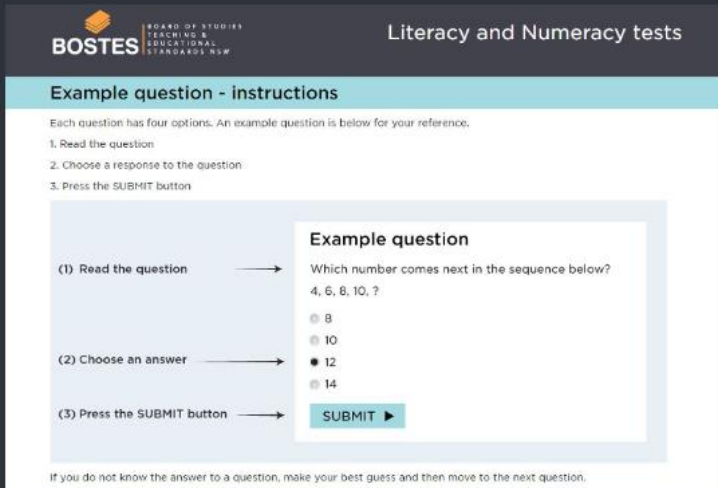 BOSTES
BOARD OF STUDIES
TEACHING &
EDUCATIONAL
STANDARDS NSW
Literacy and Numeracy tests
Example question - instructions
Each question has four options. An example question is below for your reference.
1. Read the question
2. Choose a response to the question
3. Press the SUBMIT button
Example question
(1) Read the question
Which number comes next in the sequence below?
4, 6, 8, 10, ?
8
10
(2) Choose an answer
12
14
(3) Press the SUBMIT button
SUBMIT
If you do not know the answer to a question, make your best guess and then move to the next question.